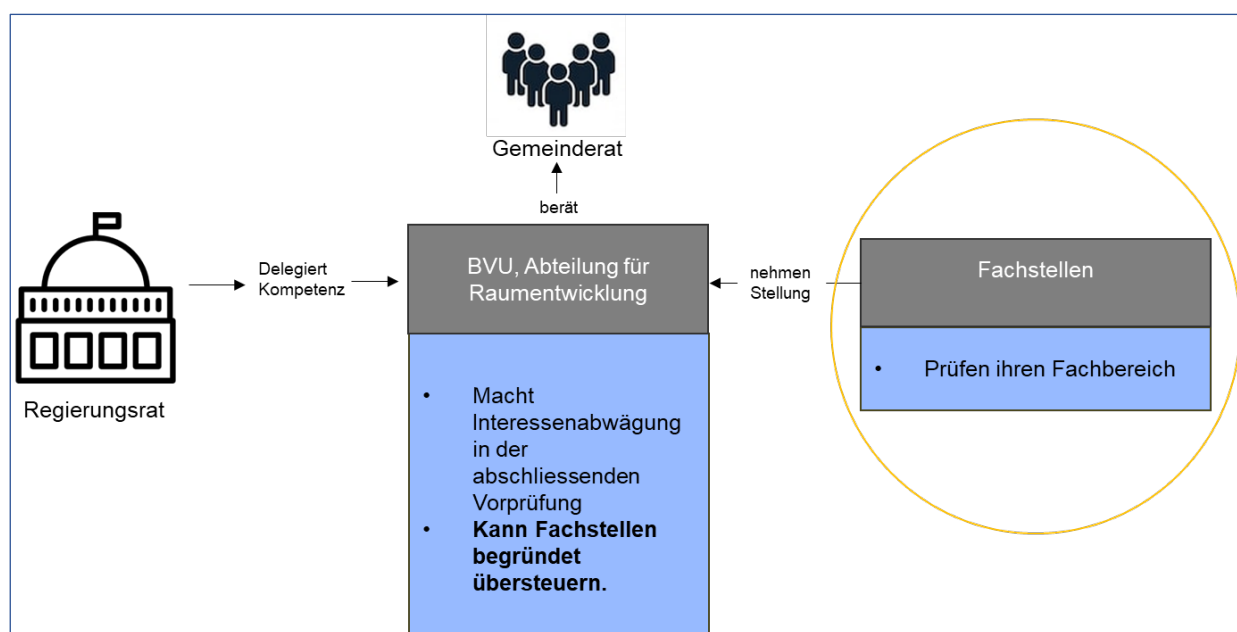 Gemeinderat
berät
Regierungsrat
Delegiert
Kompetenz
BVU, Abteilung für
Raumentwicklung
• Macht
Interessenabwägung
in der
abschliessenden
Vorprüfung
• Kann Fachstellen
begründet
übersteuern.
nehmen
Stellung
Fachstellen
• Prüfen ihren Fachbereich